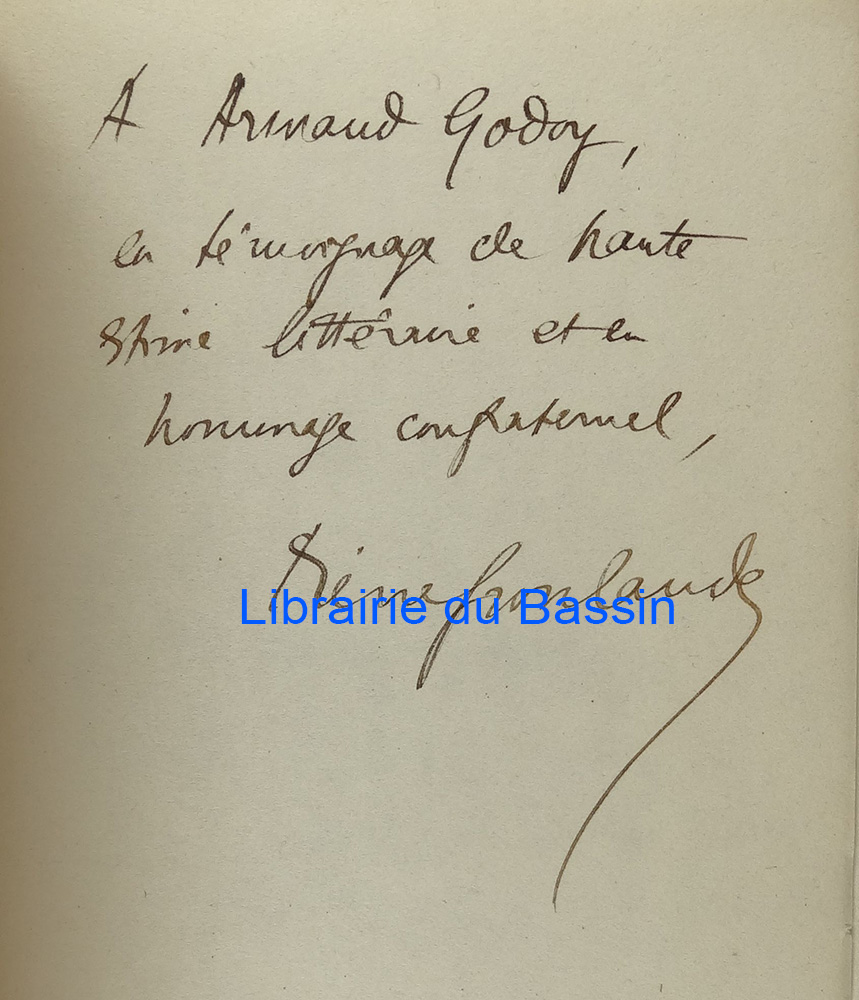 A Armand Godoy,
en témoignage de haute
estime littéraire et en
hommage confraternel,
Librairie du Bassin